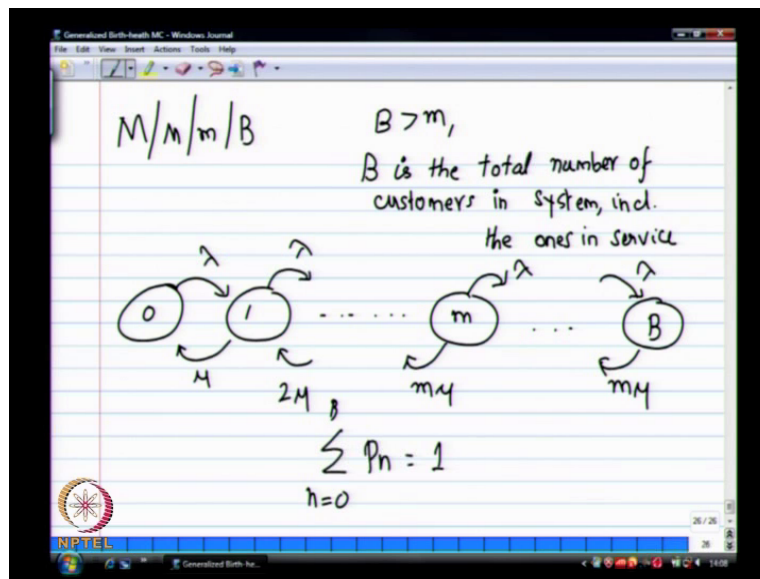 Generalized Birth-heath MC - Windows Journal
File Edit View Insert Actions Tools Help
M/M/m/B
B > m,
B is the total number of
customers in system, incl.
the ones in service
λ λ λ λ
0 1 ..... m ... B
μ 2μ mμ mμ
B
Σ Pn = 1
n=0
NPTEL
26 / 26
26
Generalized Birth-he...
14:08